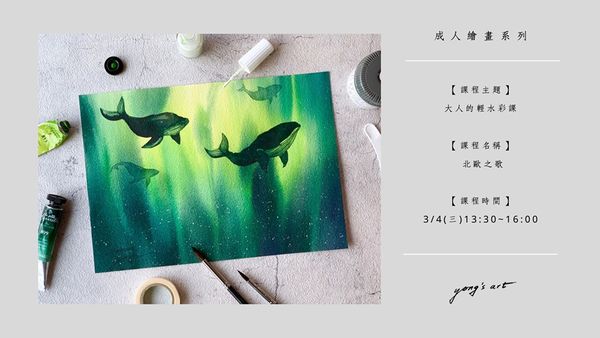 成人繪畫系列
【課程主題】
大人的輕水彩課
【課程名稱】
北歐之歌
【課程時間】
3/4(三)13:30~16:00
yong's art